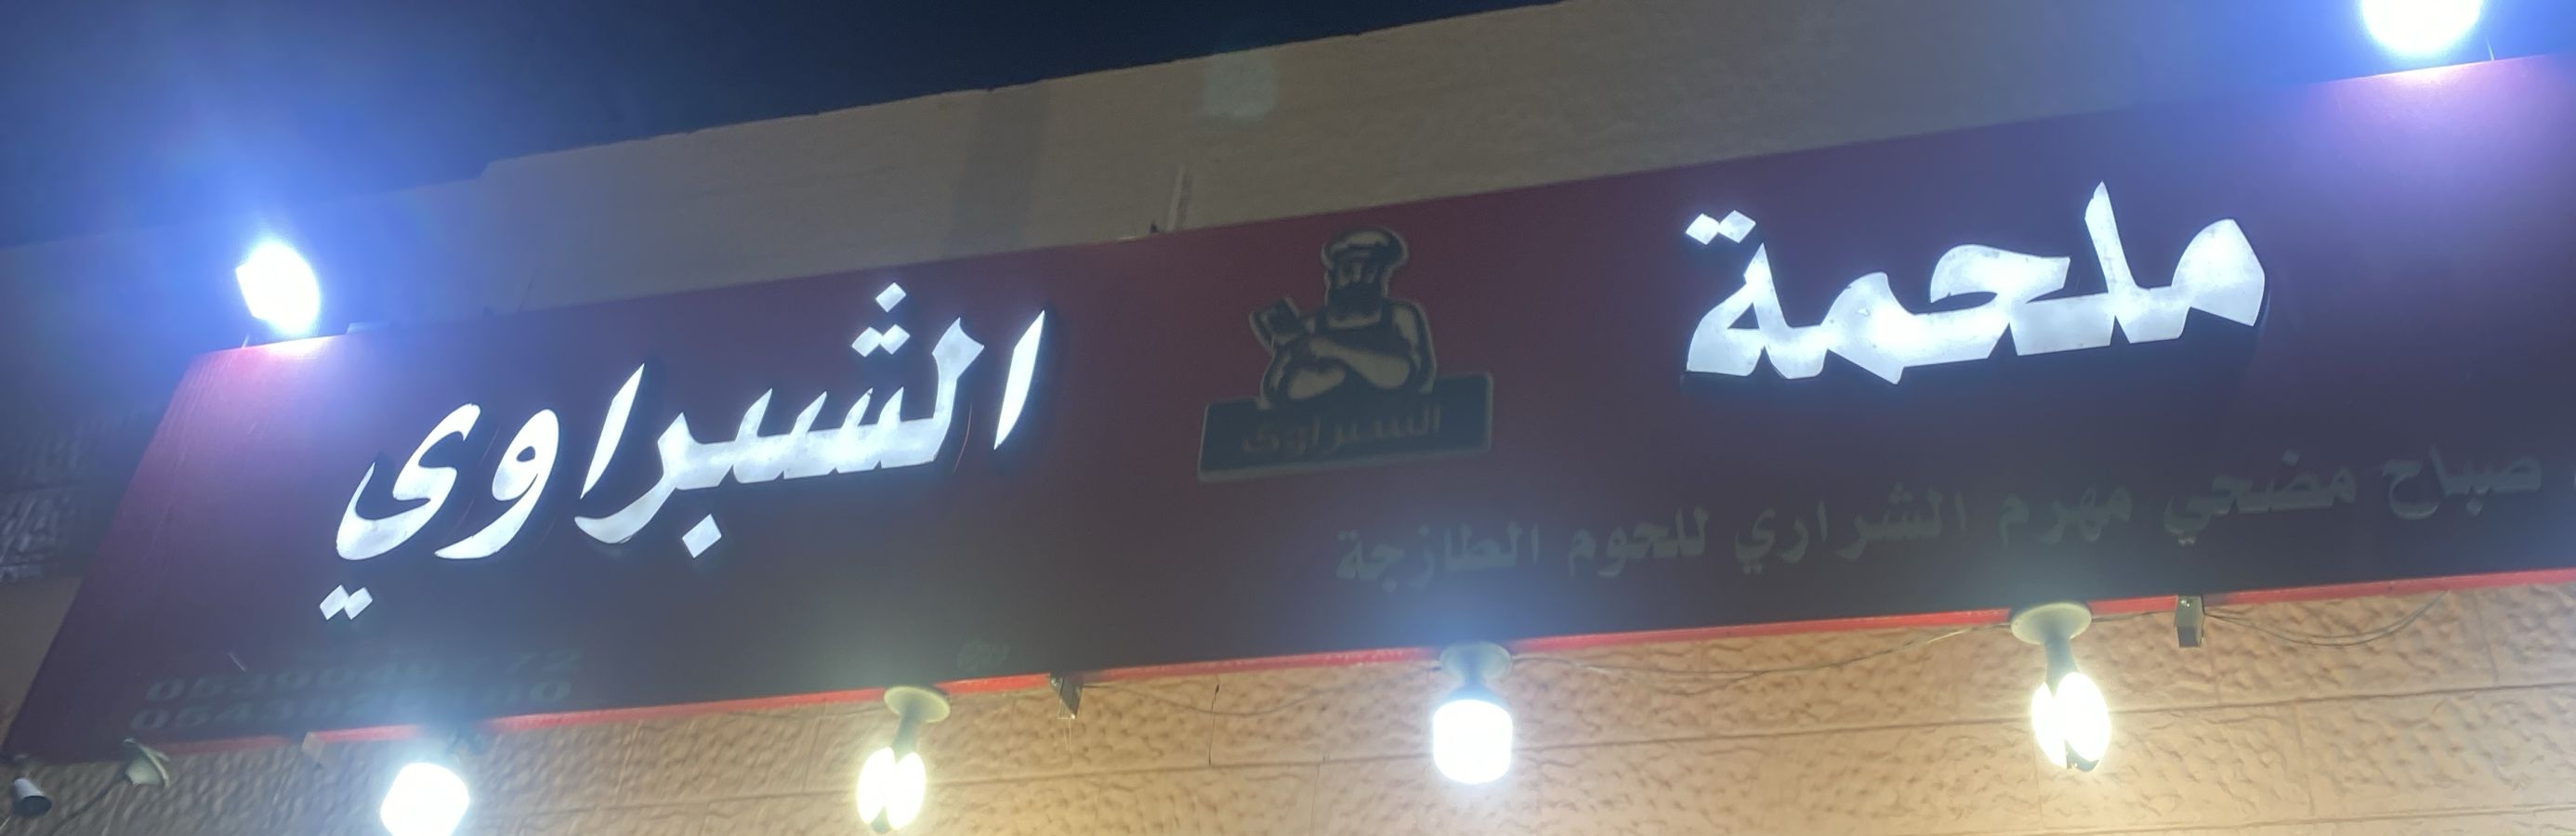 ملحمة الشبراوي
الشبراوي
صباح مضحي مهرم الشراري للحوم الطازجة